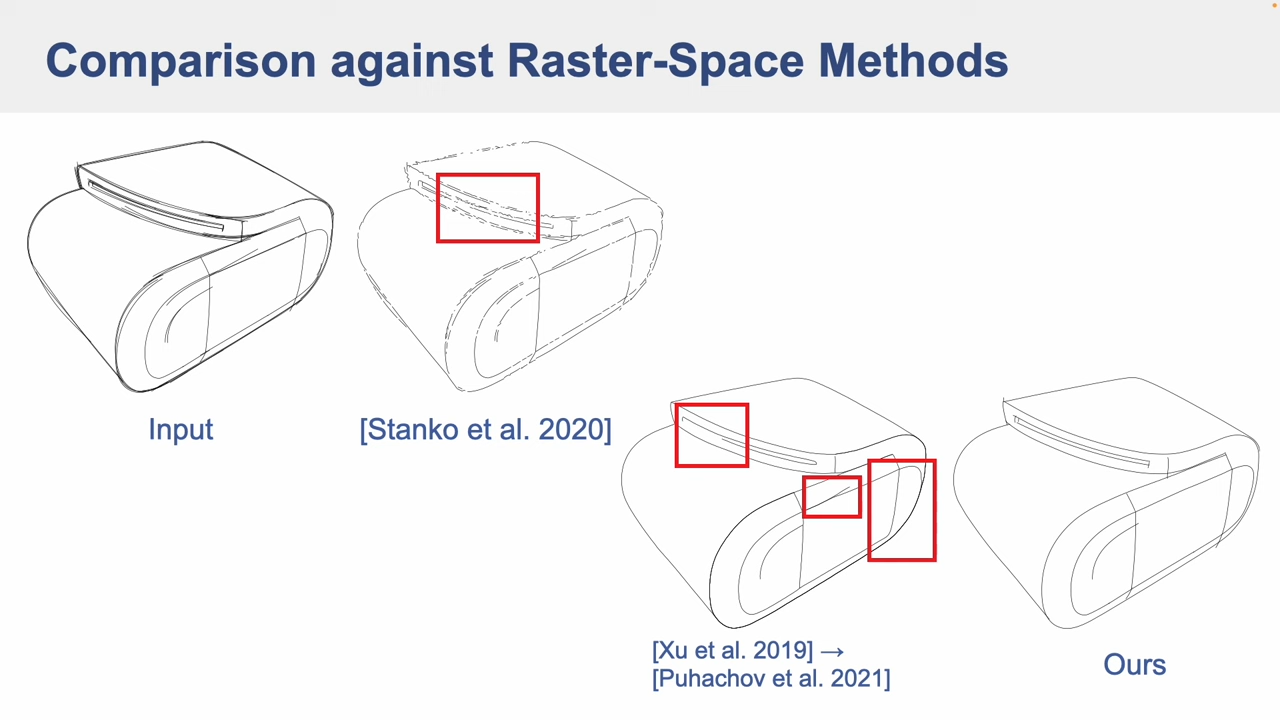 Comparison against Raster-Space Methods
Input
[Stanko et al. 2020]
[Xu et al. 2019] →
[Puhachov et al. 2021]
Ours